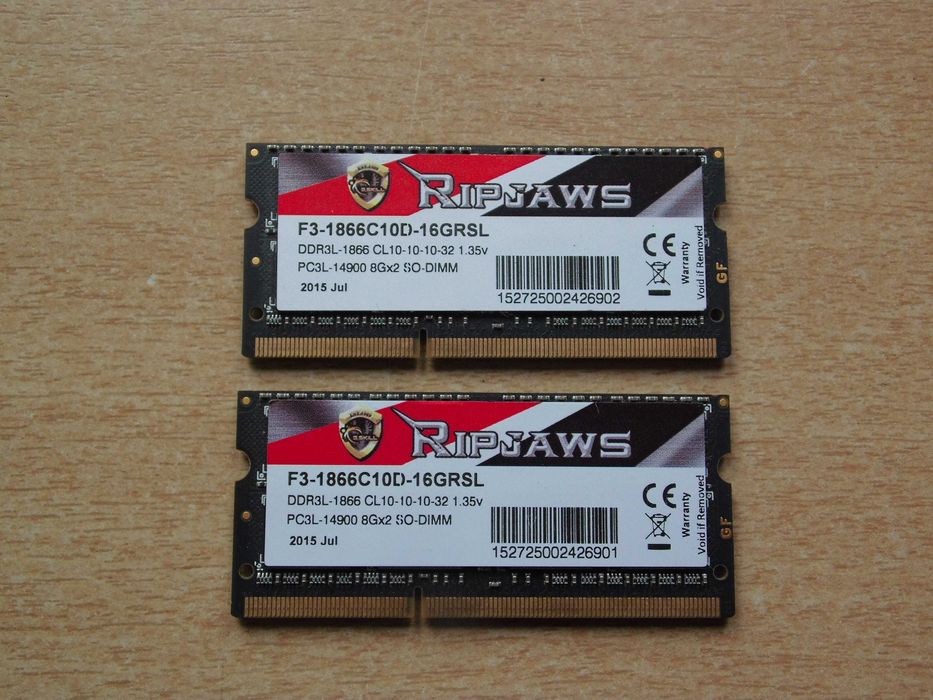 G.SKILL
RIPJAWS
F3-1866C10D-16GRSL
DDR3L-1866 CL10-10-10-32 1.35v
PC3L-14900 8Gx2 SO-DIMM
2015 Jul
152725002426902
CE
Warranty
Void if Removed
GF
G.SKILL
RIPJAWS
F3-1866C10D-16GRSL
DDR3L-1866 CL10-10-10-32 1.35v
PC3L-14900 8Gx2 SO-DIMM
2015 Jul
152725002426901
CE
Warranty
Void if Removed
GF